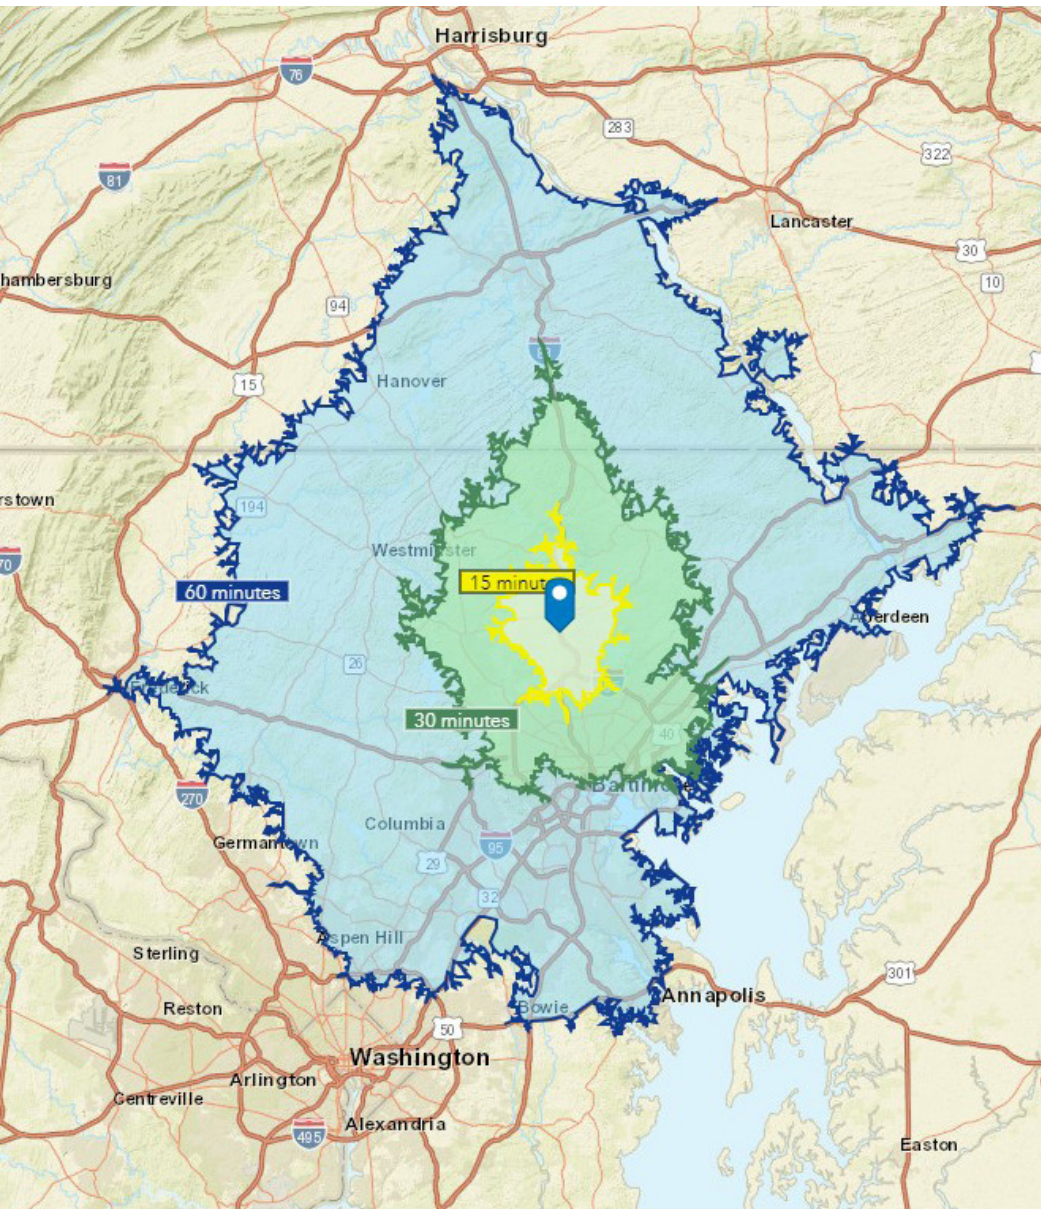 Harrisburg
76
283
322
81
Lancaster
30
hambersburg
10
94
15
Hanover
rstown
194
Westminster
70
15 minut
60 minutes
Aberdeen
26
Frederick
30 minutes
40
Baltimore
270
Columbia
Germantown
95
29
32
Aspen Hill
Sterling
301
Annapolis
Reston
Bowie
50
Washington
Arlington
Centreville
Alexandria
495
Easton